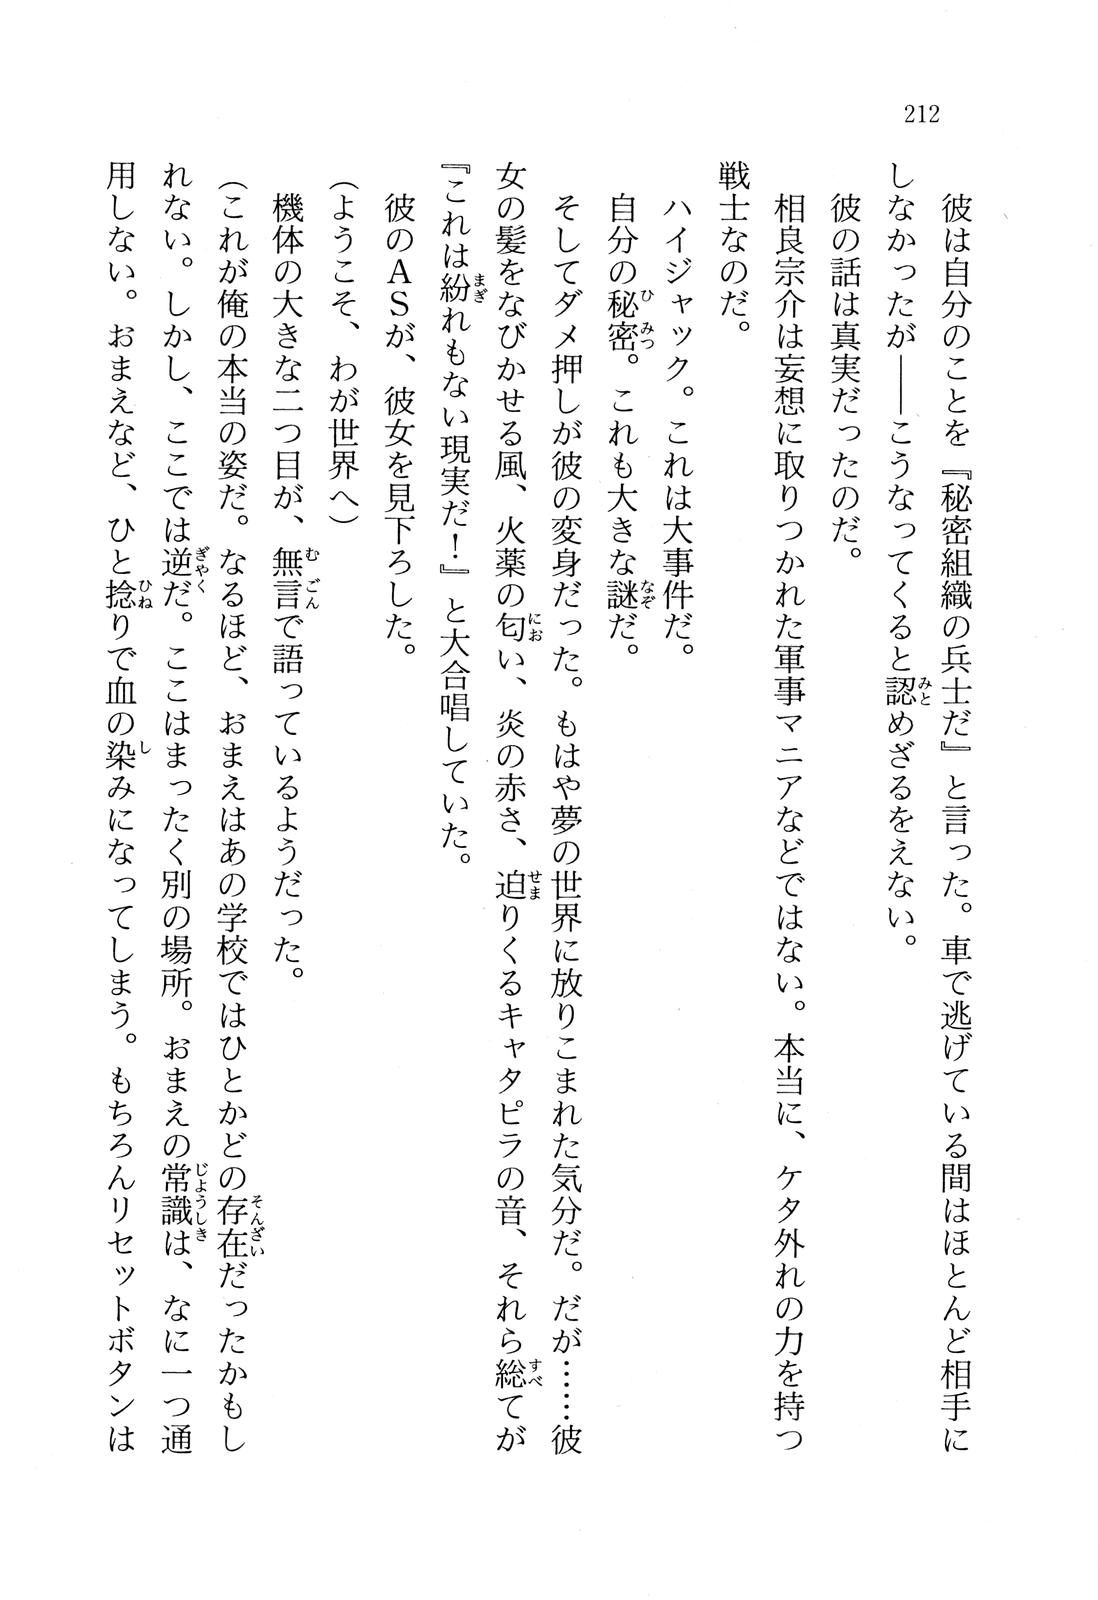 212
彼は自分のことを『秘密組織の兵士だ』と言った。車で逃げている間はほとんど相手に
しなかったが――こうなってくると認めざるをえない。
彼の話は真実だったのだ。
相良宗介は妄想に取りつかれた軍事マニアなどではない。本当に、ケタ外れの力を持つ
戦士なのだ。
ハイジャック。これは大事件だ。
自分の秘密。これも大きな謎だ。
そしてダメ押しが彼の変身だった。もはや夢の世界に放りこまれた気分だ。だが……彼
女の髪をなびかせる風、火薬の匂い、炎の赤さ、迫りくるキャタピラの音、それら総てが
『これは紛れもない現実だ！』と大合唱していた。
彼のＡＳが、彼女を見下ろした。
（ようこそ、わが世界へ）
機体の大きな二つ目が、無言で語っているようだった。
（これが俺の本当の姿だ。なるほど、おまえはあの学校ではひとかどの存在だったかもし
れない。しかし、ここでは逆だ。ここはまったく別の場所。おまえの常識は、なに一つ通
用しない。おまえなど、ひと捻りで血の染みになってしまう。もちろんリセットボタンは